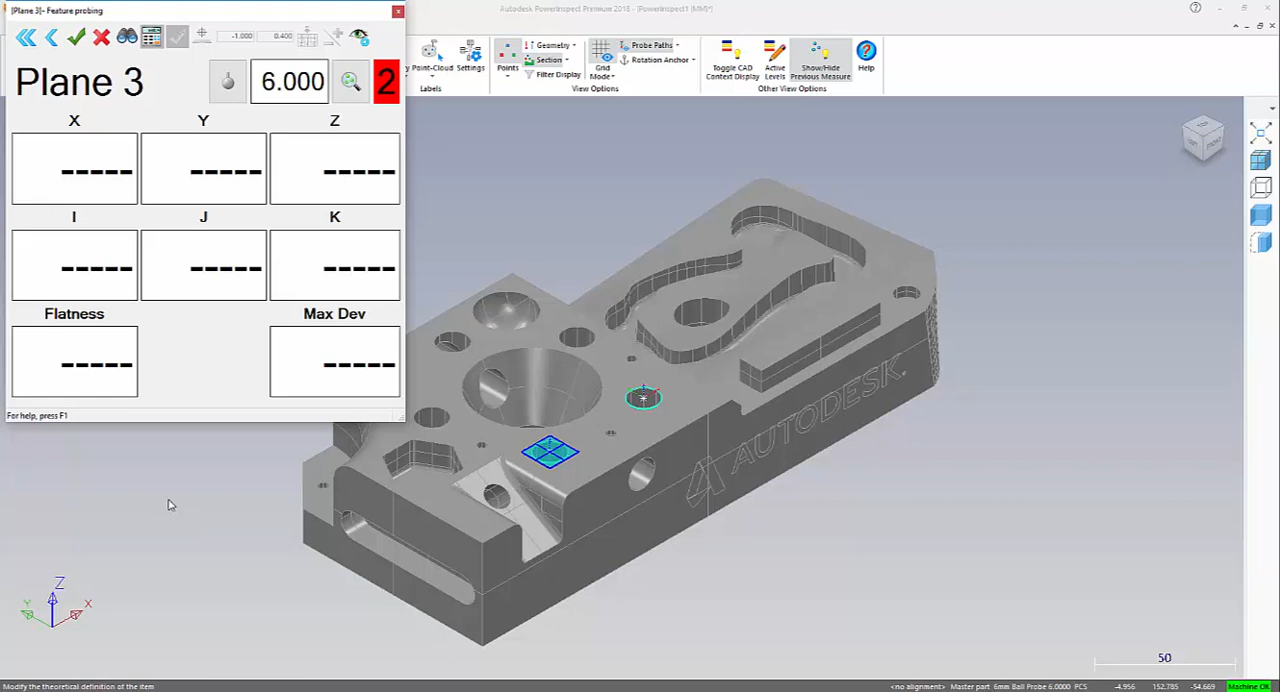 [Plane 3]- Feature probing
Autodesk PowerInspect Premium 2018 - [PowerInspect1 (MM)*]
-1.000 0.400
Plane 3 6.000 2
X Y Z
----- ----- -----
I J K
----- ----- -----
Flatness Max Dev
----- -----
For help, press F1
Point-Cloud Settings
Labels
Points
Geometry
Section
Filter Display
Grid
Mode
Probe Paths
Rotation Anchor
View Options
Toggle CAD
Context Display
Active
Levels
Show/Hide
Previous Measure
Help
Other View Options
FRONT
AUTODESK.
Z
Y
X
50
Modify the theoretical definition of the item
<no alignment> Master part 6mm Ball Probe 6.0000 PCS -4.956 152.785 -54.669 Machine OK